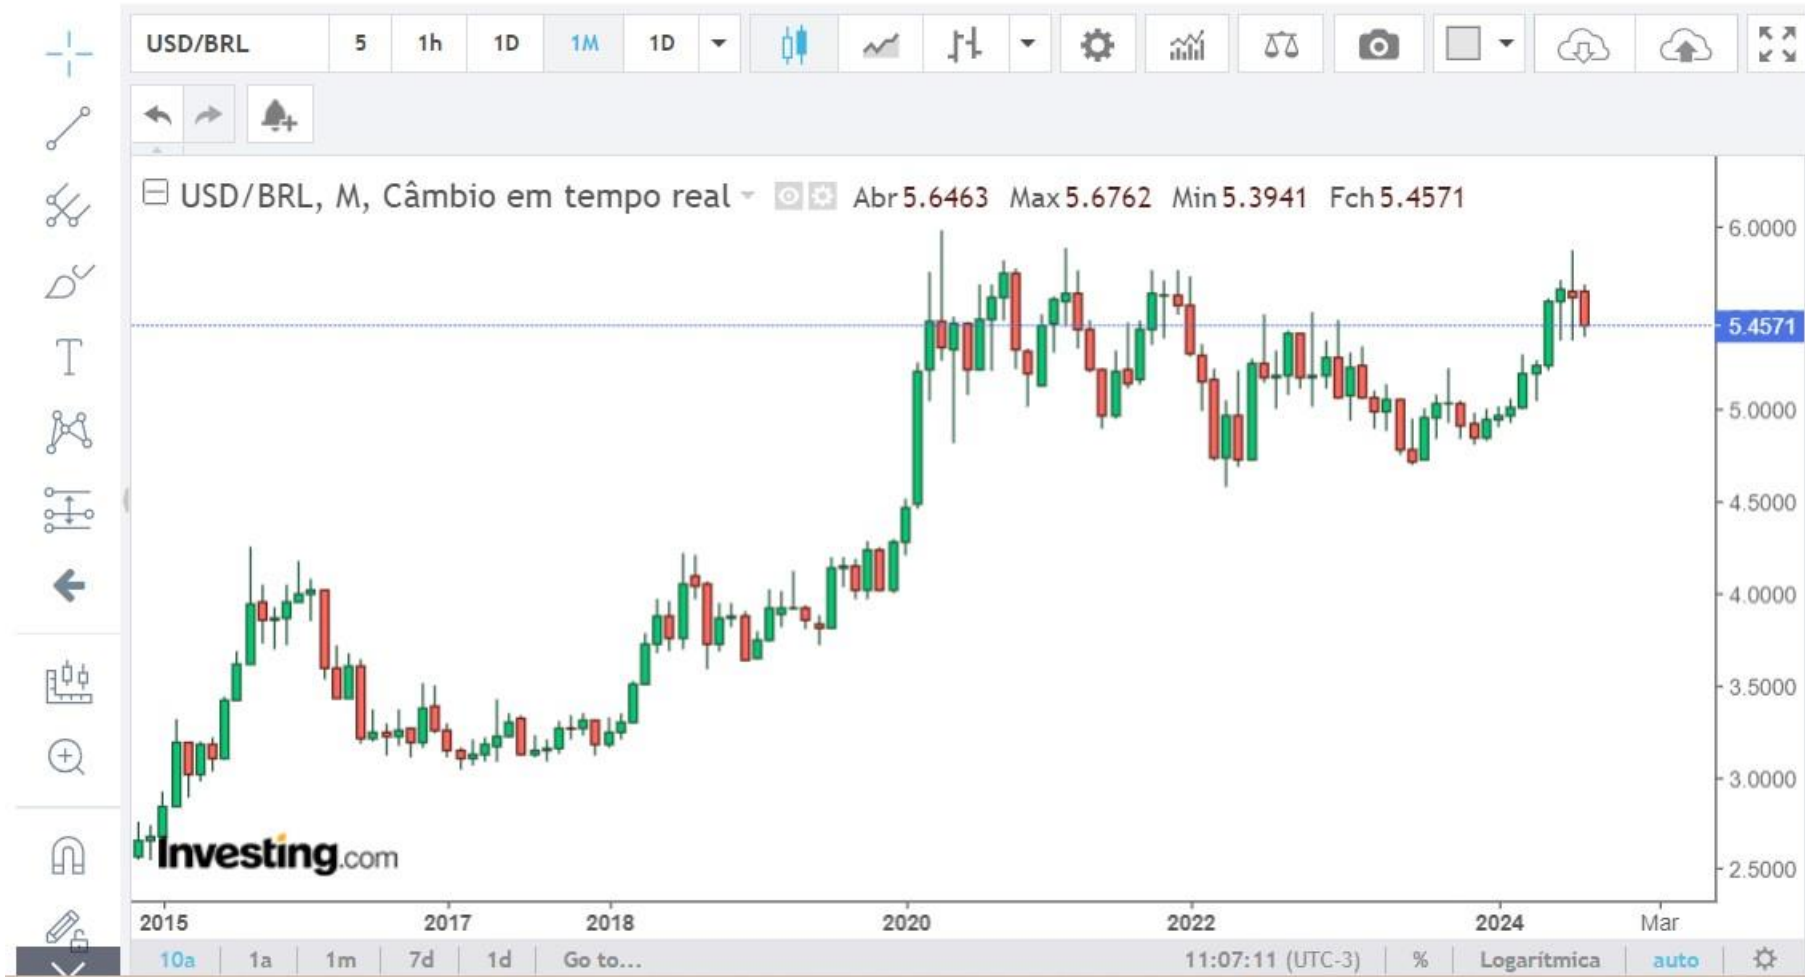 USD/BRL 5 1h 1D 1M 1D
USD/BRL, M, Câmbio em tempo real Abr 5.6463 Max 5.6762 Min 5.3941 Fch 5.4571
6.0000
5.4571
5.0000
4.5000
4.0000
3.5000
3.0000
2.5000
Investing.com
2015 2017 2018 2020 2022 2024 Mar
10a 1a 1m 7d 1d Go to... 11:07:11 (UTC-3) % Logarítmica auto